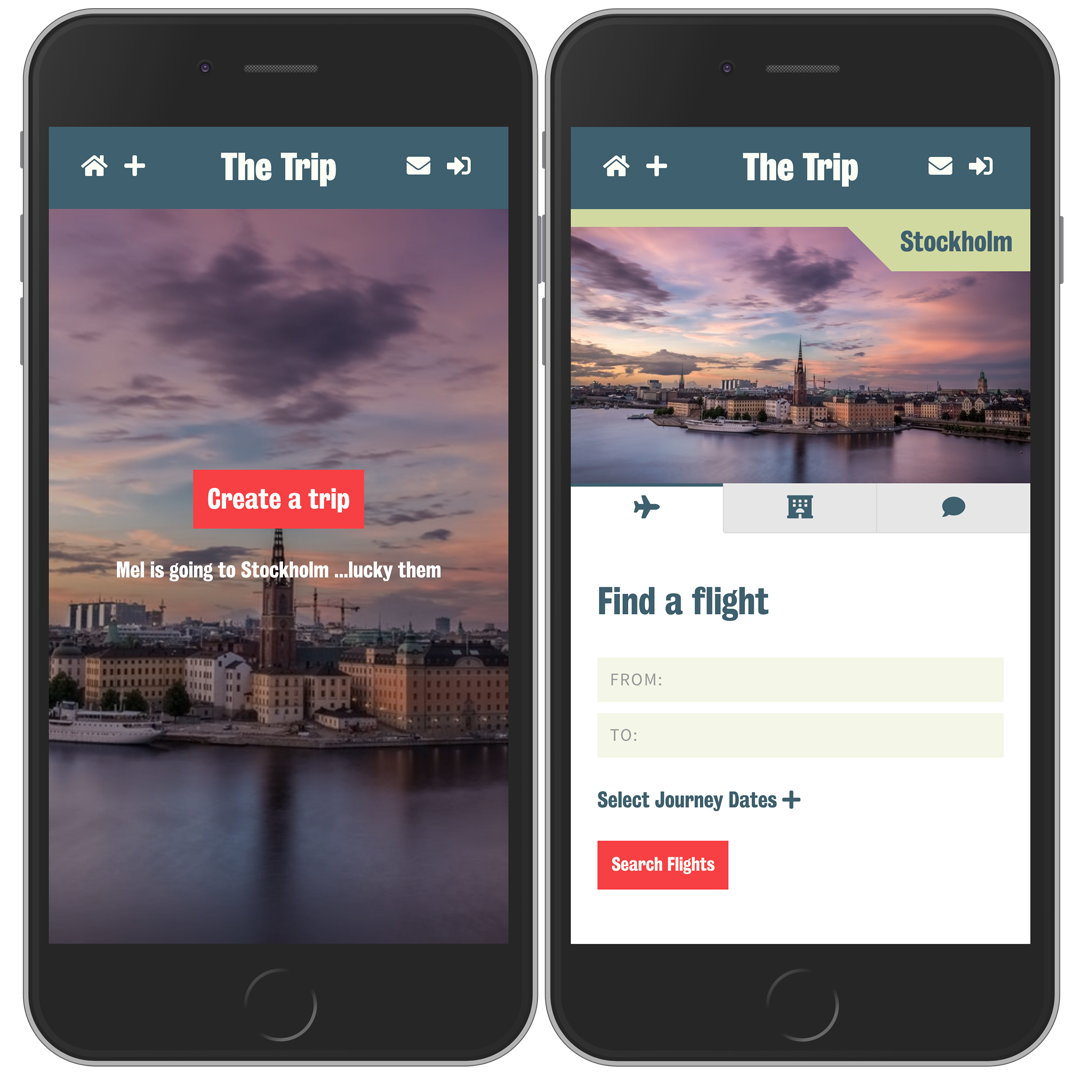 The Trip
Create a trip
Mel is going to Stockholm ...lucky them
The Trip
Stockholm
Find a flight
FROM:
TO:
Select Journey Dates
Search Flights